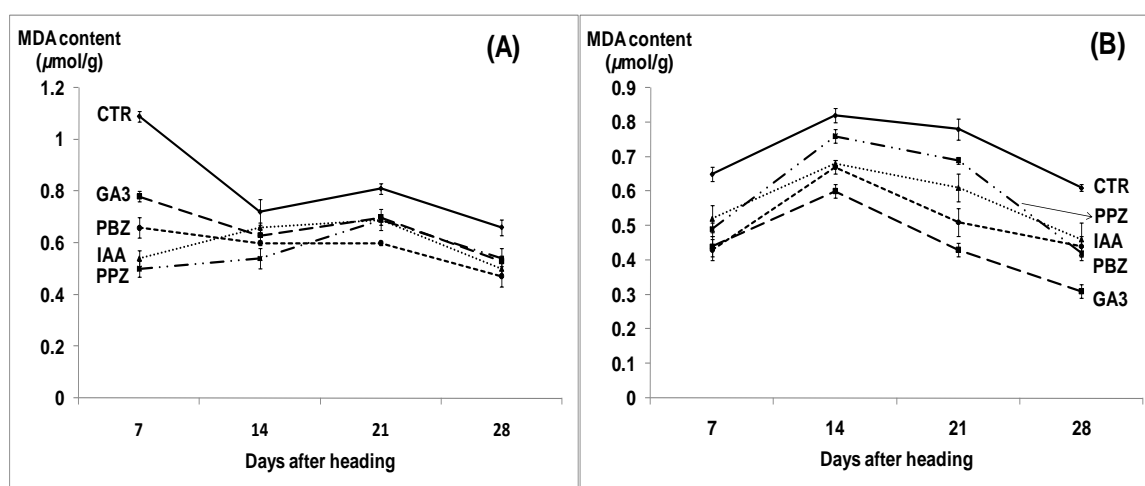 MDA content
(µmol/g)
(A)
1.2
1
0.8
0.6
0.4
0.2
0
CTR
GA3
PBZ
IAA
PPZ
7 14 21 28
Days after heading
MDA content
(µmol/g)
(B)
0.9
0.8
0.7
0.6
0.5
0.4
0.3
0.2
0.1
0
CTR
PPZ
IAA
PBZ
GA3
7 14 21 28
Days after heading